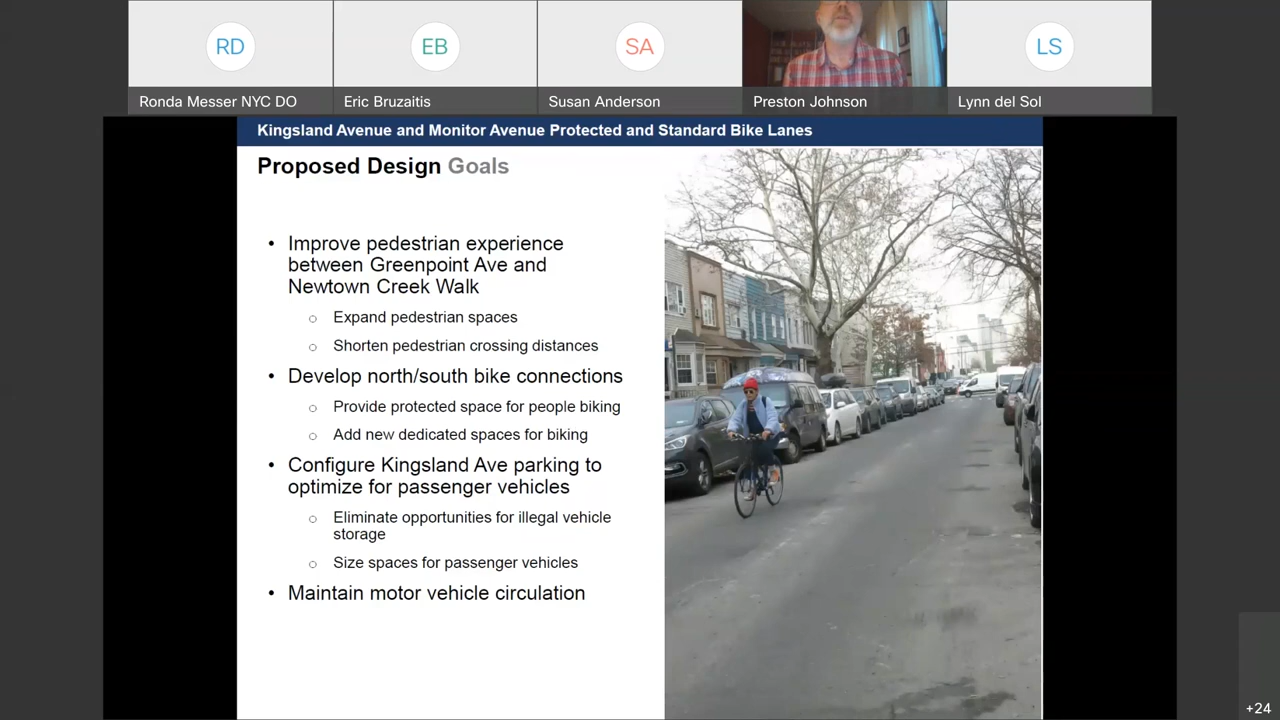 RD
EB
SA
LS
Ronda Messer NYC DO
Eric Bruzaitis
Susan Anderson
Preston Johnson
Lynn del Sol
Kingsland Avenue and Monitor Avenue Protected and Standard Bike Lanes
Proposed Design Goals
• Improve pedestrian experience
between Greenpoint Ave and
Newtown Creek Walk
○ Expand pedestrian spaces
○ Shorten pedestrian crossing distances
• Develop north/south bike connections
○ Provide protected space for people biking
○ Add new dedicated spaces for biking
• Configure Kingsland Ave parking to
optimize for passenger vehicles
○ Eliminate opportunities for illegal vehicle
storage
○ Size spaces for passenger vehicles
• Maintain motor vehicle circulation
+24